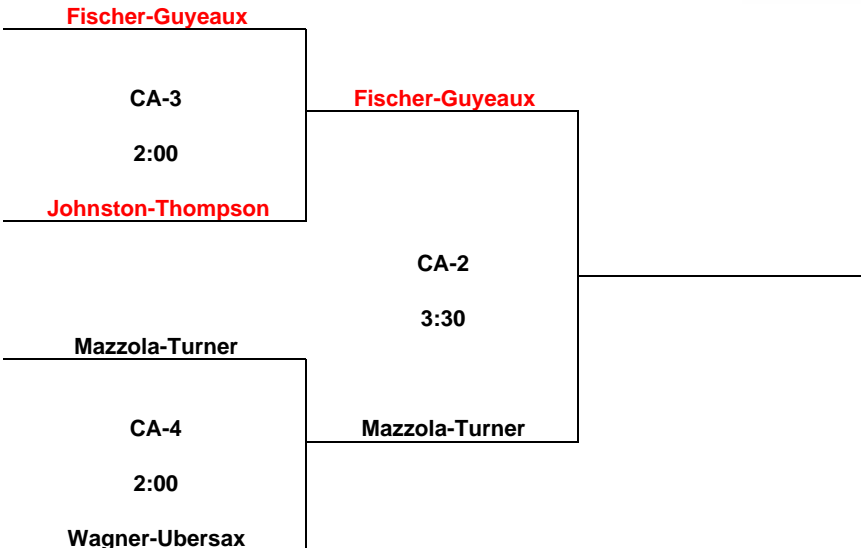 Fischer-Guyeaux
CA-3
Fischer-Guyeaux
2:00
Johnston-Thompson
CA-2
3:30
Mazzola-Turner
CA-4
Mazzola-Turner
2:00
Wagner-Ubersax